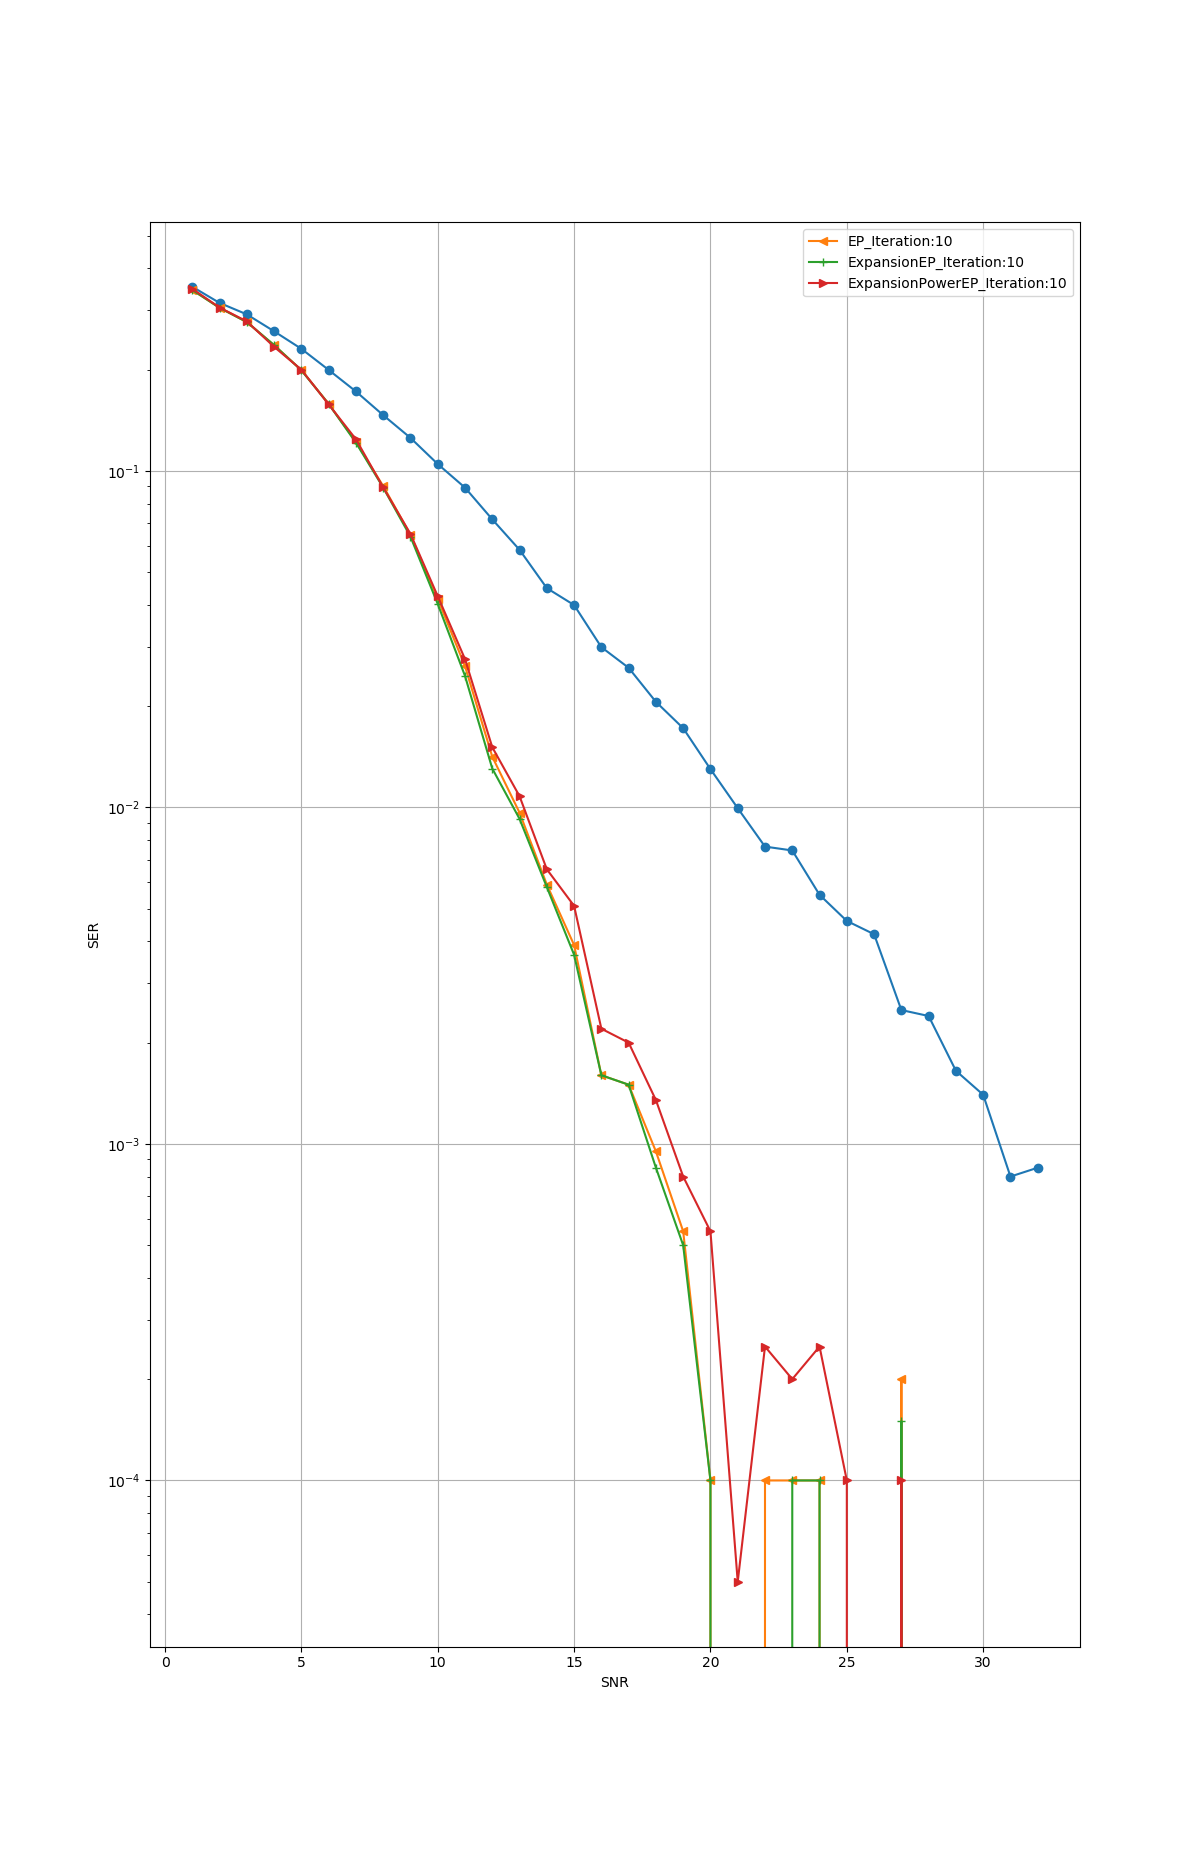 EP_Iteration:10
ExpansionEP_Iteration:10
ExpansionPowerEP_Iteration:10
10⁻¹
10⁻²
10⁻³
10⁻⁴
SER
0 5 10 15 20 25 30
SNR